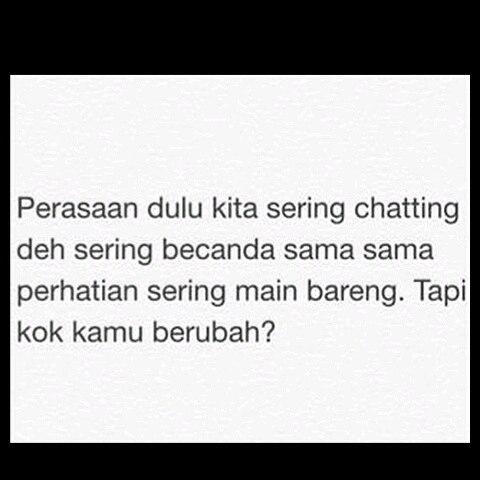 Perasaan dulu kita sering chatting
deh sering becanda sama sama
perhatian sering main bareng. Tapi
kok kamu berubah?